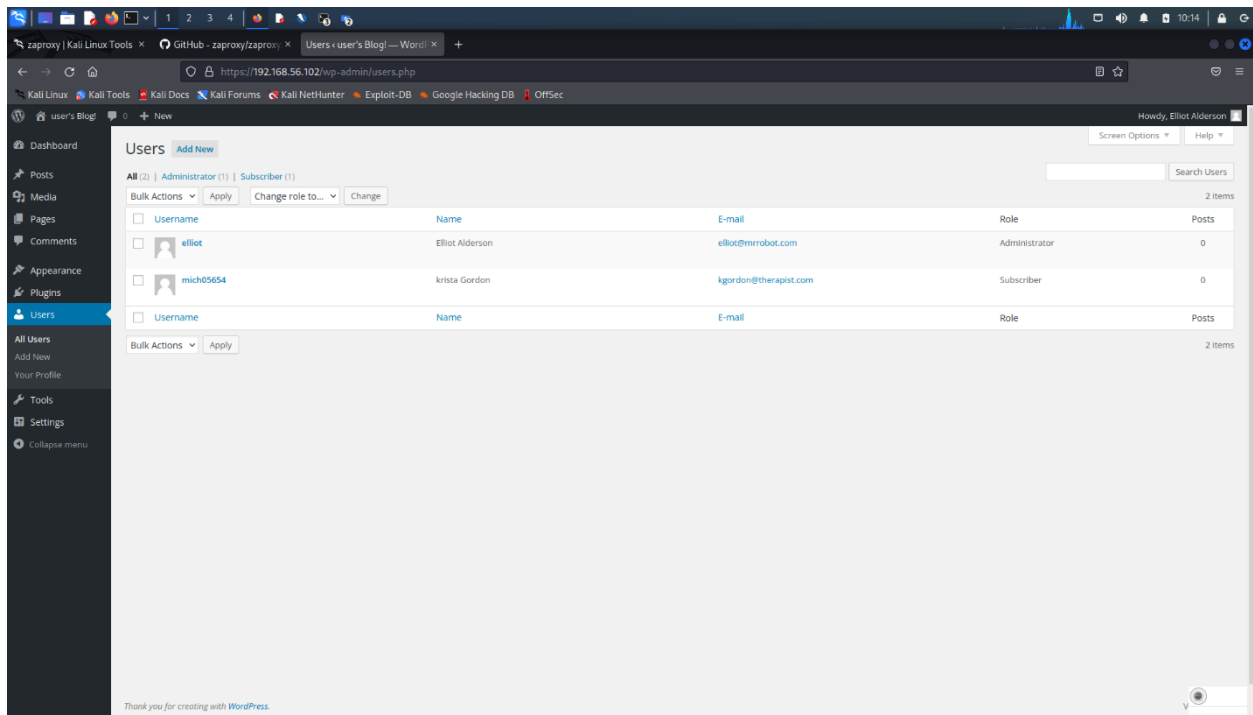 1 2 3 4 10:14
zaproxy | Kali Linux Tools × GitHub - zaproxy/zaproxy × Users ‹ user's Blog! — Word × +
https://192.168.56.102/wp-admin/users.php
Kali Linux Kali Tools Kali Docs Kali Forums Kali NetHunter Exploit-DB Google Hacking DB OffSec
user's Blog! 0 + New Howdy, Elliot Alderson
Screen Options Help
Dashboard
Posts
Media
Pages
Comments
Appearance
Plugins
Users
All Users
Add New
Your Profile
Tools
Settings
Collapse menu
Users Add New
All (2) | Administrator (1) | Subscriber (1)
Search Users
Bulk Actions Apply Change role to... Change 2 items
Username Name E-mail Role Posts
elliot Elliot Alderson elliot@mrrobot.com Administrator 0
mich05654 krista Gordon kgordon@therapist.com Subscriber 0
Username Name E-mail Role Posts
Bulk Actions Apply 2 items
Thank you for creating with WordPress. V